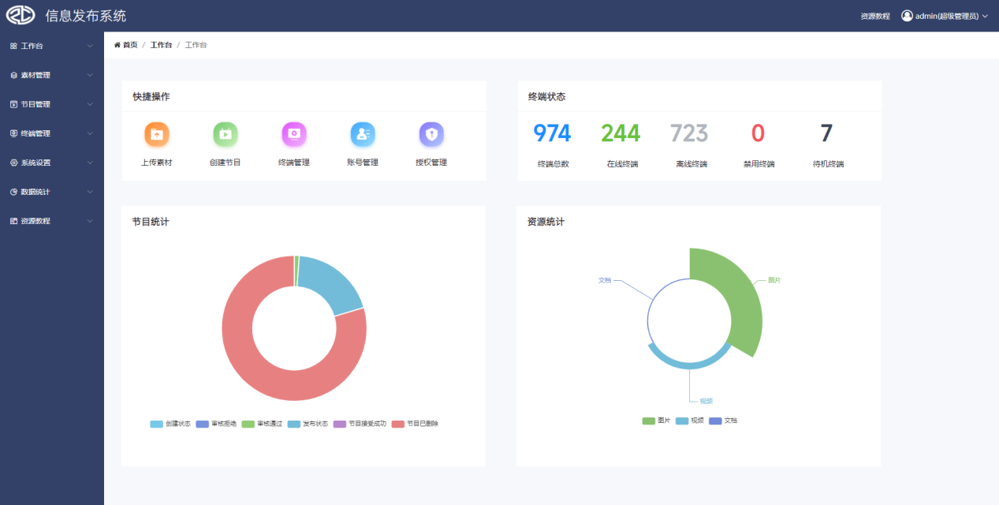 信息发布系统
资源教程 admin(超级管理员)
工作台
素材管理
节目管理
终端管理
系统设置
数据统计
资源教程
首页 / 工作台 / 工作台
快捷操作
上传素材 创建节目 终端管理 账号管理 授权管理
终端状态
974 244 723 0 7
终端总数 在线终端 离线终端 禁用终端 待机终端
节目统计
创建状态 审核拒绝 审核通过 发布状态 节目接受成功 节目已删除
资源统计
文档 图片
视频
图片 视频 文档